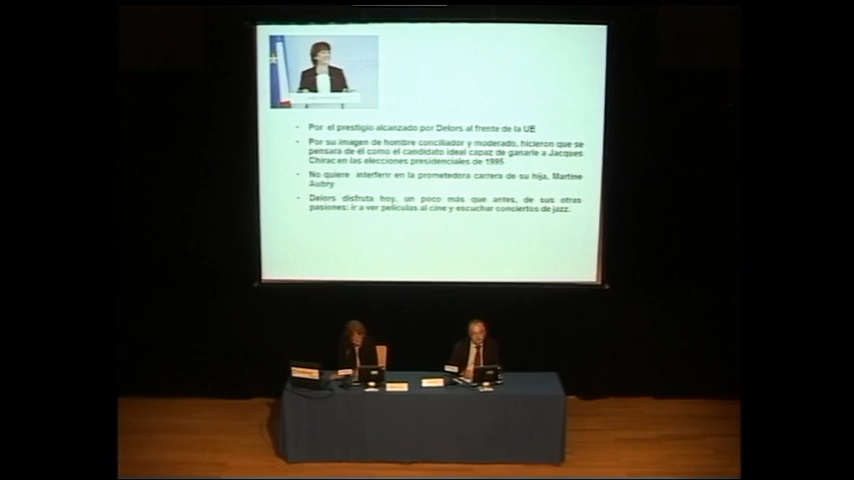 - Por el prestigio alcanzado por Delors al frente de la UE
- Por su imagen de hombre conciliador y moderado, hicieron que se
pensara de él como el candidato ideal capaz de ganarle a Jacques
Chirac en las elecciones presidenciales de 1995
- No quiere interferir en la prometedora carrera de su hija, Martine
Aubry
- Delors disfruta hoy, un poco más que antes, de sus otras
pasiones: ir a ver películas al cine y escuchar conciertos de jazz.